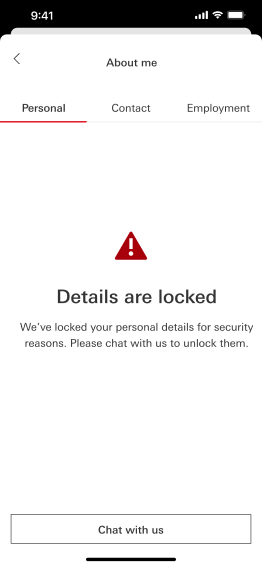 9:41
About me
Personal Contact Employment
Details are locked
We've locked your personal details for security
reasons. Please chat with us to unlock them.
Chat with us